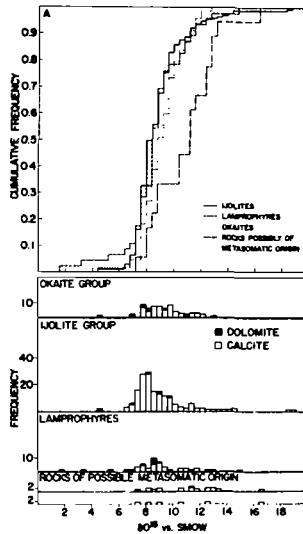 A
CUMULATIVE FREQUENCY
0.9
0.8
0.7
0.6
0.5
0.4
0.3
0.2
0.1
IJOLITES
LAMPROPHYRES
OKAITES
ROCKS POSSIBLY OF
METASOMATIC ORIGIN
OKAITE GROUP
10
IJOLITE GROUP
DOLOMITE
CALCITE
FREQUENCY
40
20
LAMPROPHYRES
10
ROCKS OF POSSIBLE METASOMATIC ORIGIN
2
2
2 4 6 8 10 12 14 16 18
δO¹⁸ vs. SMOW